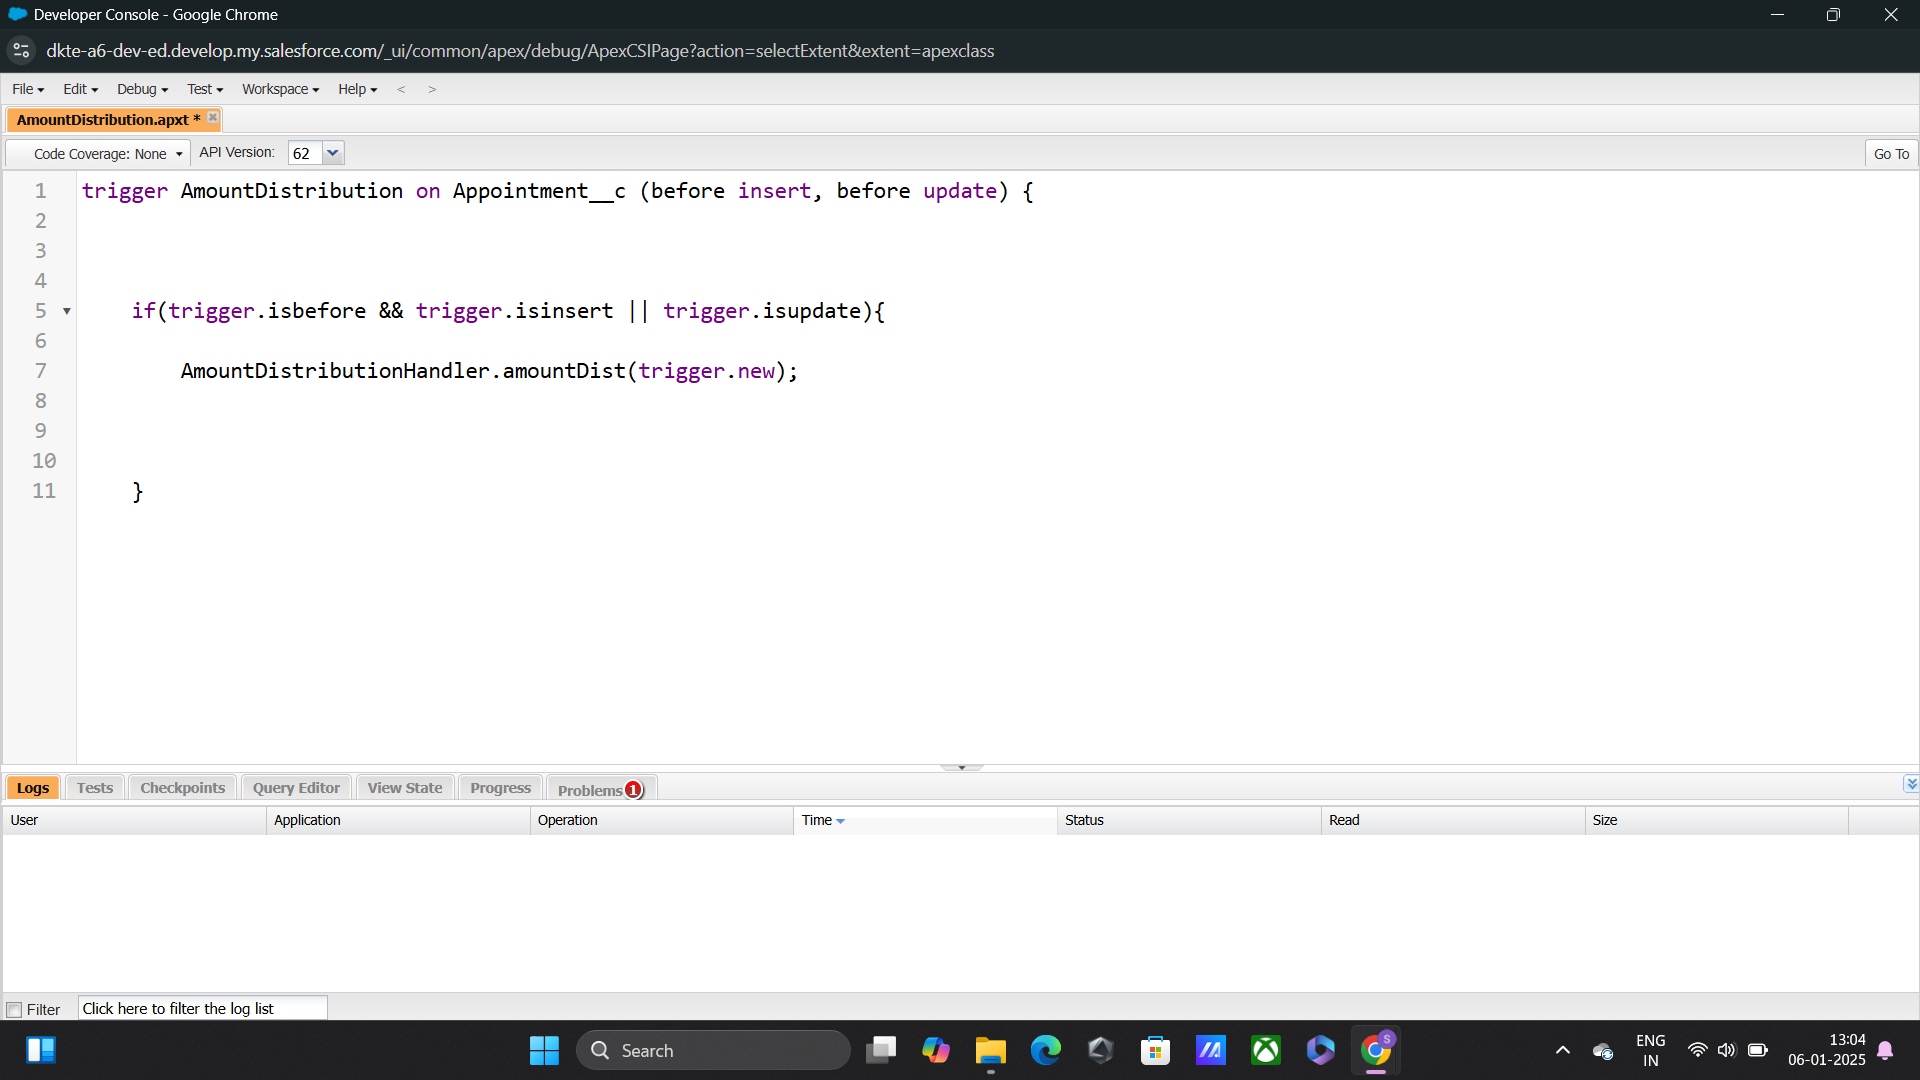 Developer Console - Google Chrome
dkte-a6-dev-ed.develop.my.salesforce.com/_ui/common/apex/debug/ApexCSIPage?action=selectExtent&extent=apexclass
File Edit Debug Test Workspace Help < >
AmountDistribution.apxt *
Code Coverage: None API Version: 62 Go To
1 trigger AmountDistribution on Appointment__c (before insert, before update) {
2
3
4
5 if(trigger.isbefore && trigger.isinsert || trigger.isupdate){
6
7 AmountDistributionHandler.amountDist(trigger.new);
8
9
10
11 }
Logs Tests Checkpoints Query Editor View State Progress Problems 1
User Application Operation Time Status Read Size
Filter Click here to filter the log list
Search
S
ENG
IN
13:04
06-01-2025